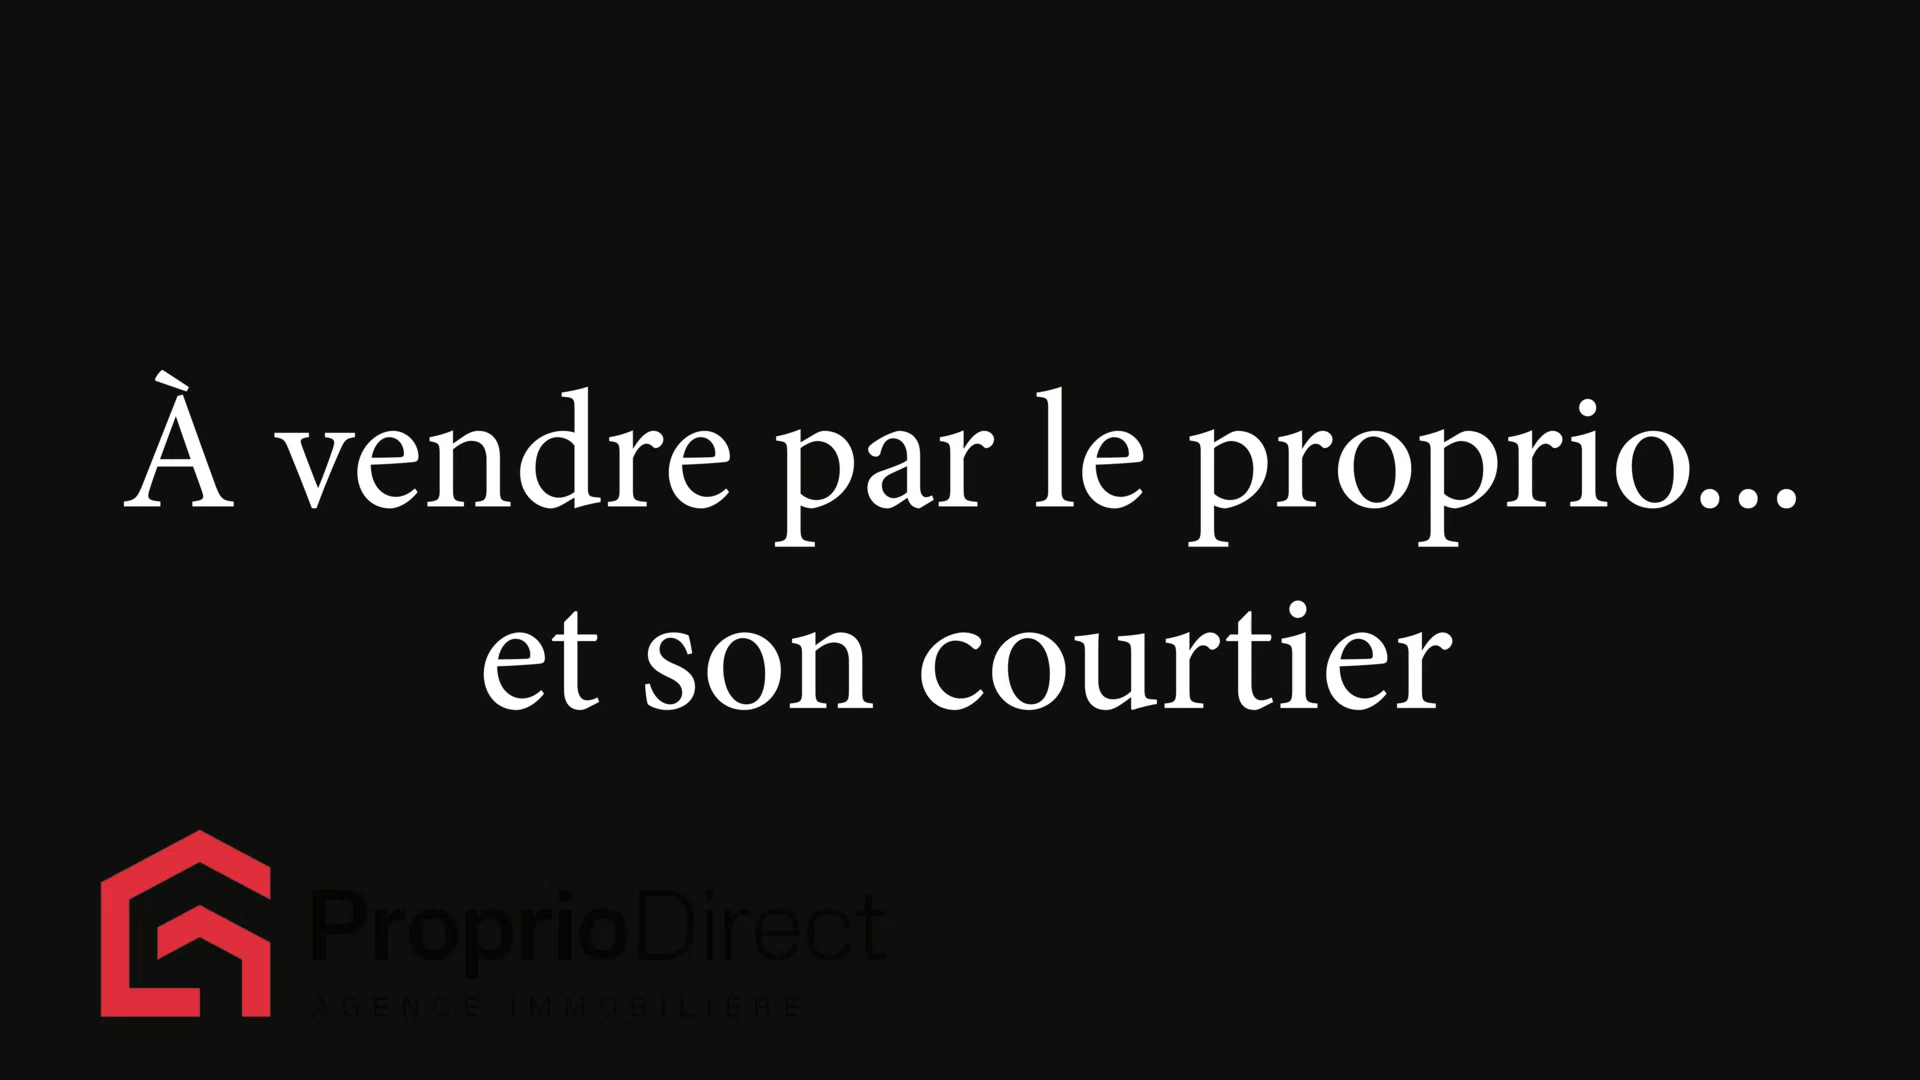 À vendre par le proprio...
et son courtier
ProprioDirect
AGENCE IMMOBILIÈRE